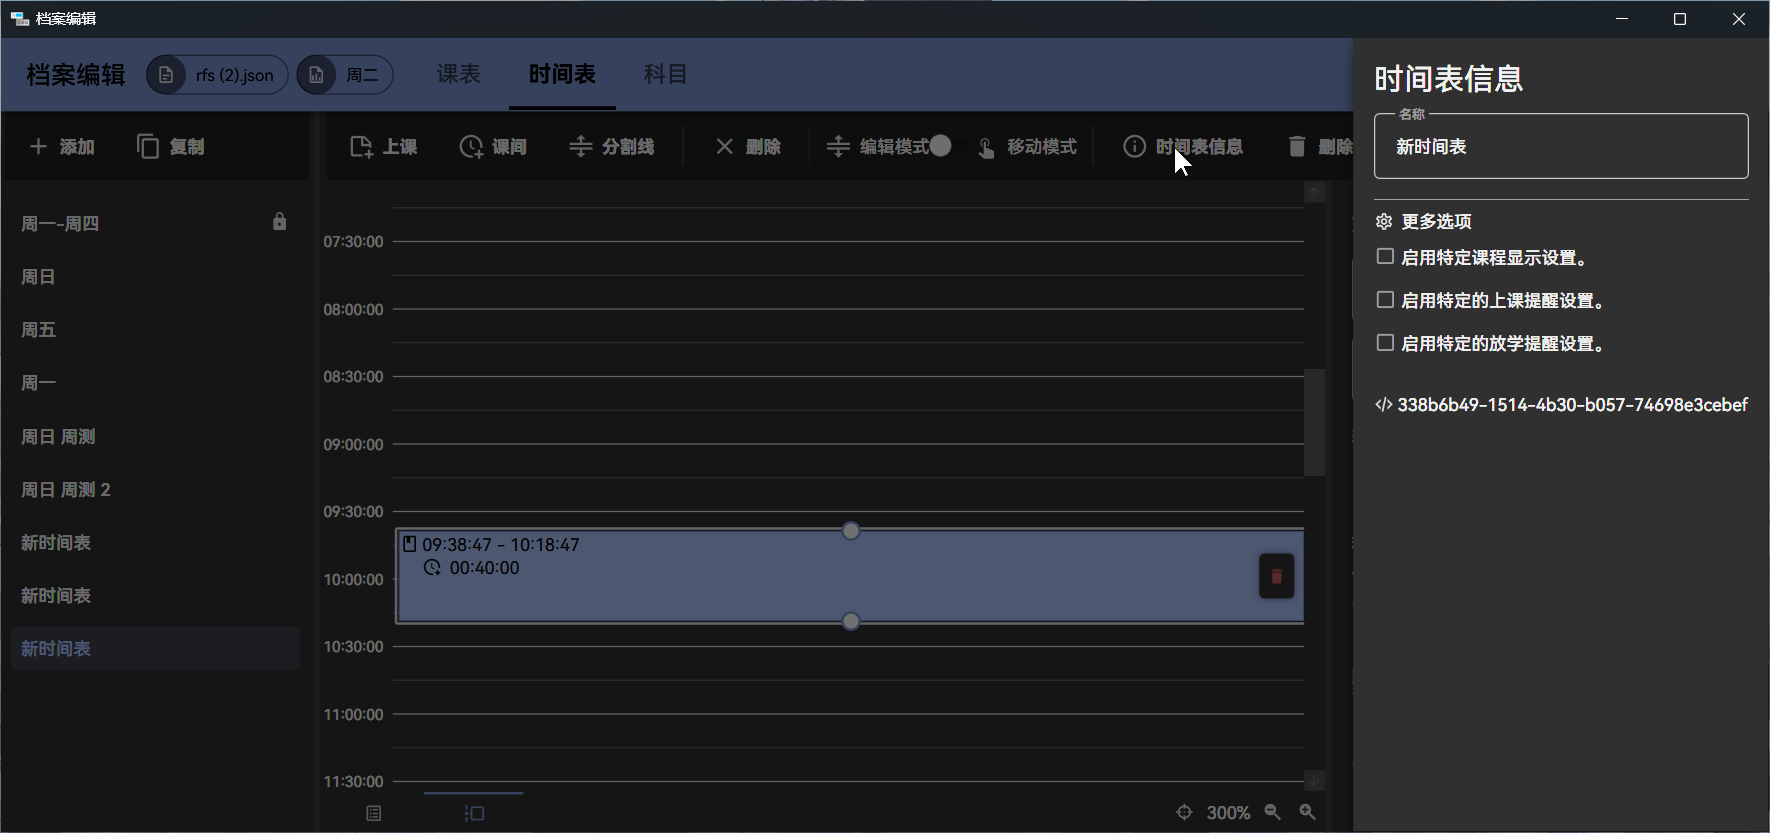 档案编辑
档案编辑 rfs (2).json 周二 课表 时间表 科目
添加 复制
上课 课间 分割线 删除 编辑模式 移动模式 时间表信息 删除
周一-周四
周日
周五
周一
周日 周测
周日 周测 2
新时间表
新时间表
新时间表
07:30:00
08:00:00
08:30:00
09:00:00
09:30:00
09:38:47 - 10:18:47
00:40:00
10:00:00
10:30:00
11:00:00
11:30:00
300%
时间表信息
名称
新时间表
更多选项
启用特定课程显示设置。
启用特定的上课提醒设置。
启用特定的放学提醒设置。
338b6b49-1514-4b30-b057-74698e3cebef